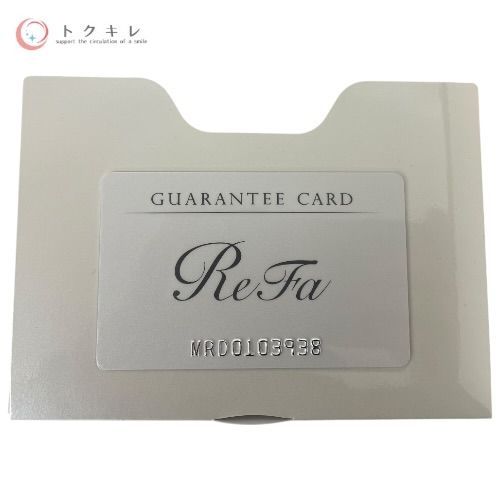 トクキレ
support the circulation of a smile
GUARANTEE CARD
ReFa
MRD0103938